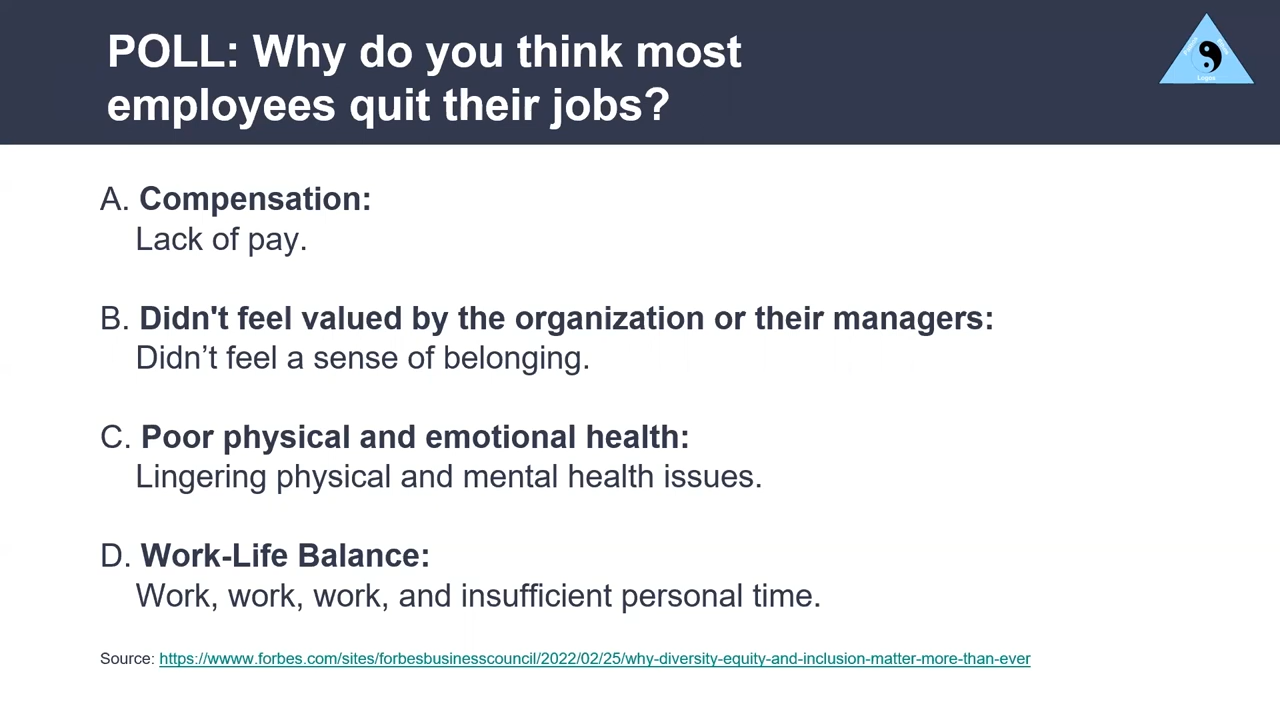 POLL: Why do you think most
employees quit their jobs?
Logos
A. Compensation:
Lack of pay.
B. Didn't feel valued by the organization or their managers:
Didn’t feel a sense of belonging.
C. Poor physical and emotional health:
Lingering physical and mental health issues.
D. Work-Life Balance:
Work, work, work, and insufficient personal time.
Source: https://wwww.forbes.com/sites/forbesbusinesscouncil/2022/02/25/why-diversity-equity-and-inclusion-matter-more-than-ever